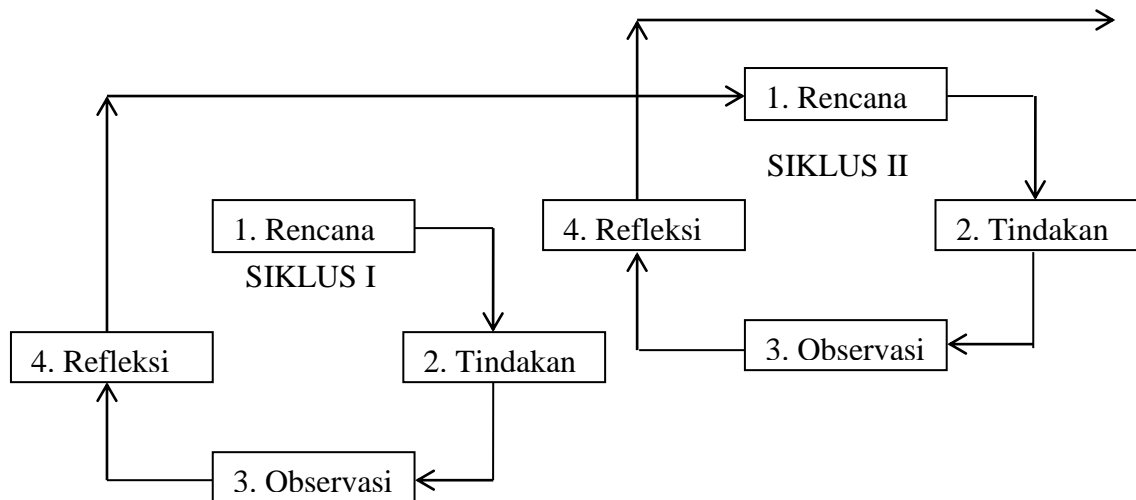 1. Rencana
SIKLUS II
1. Rencana
SIKLUS I
4. Refleksi
2. Tindakan
4. Refleksi
2. Tindakan
3. Observasi
3. Observasi